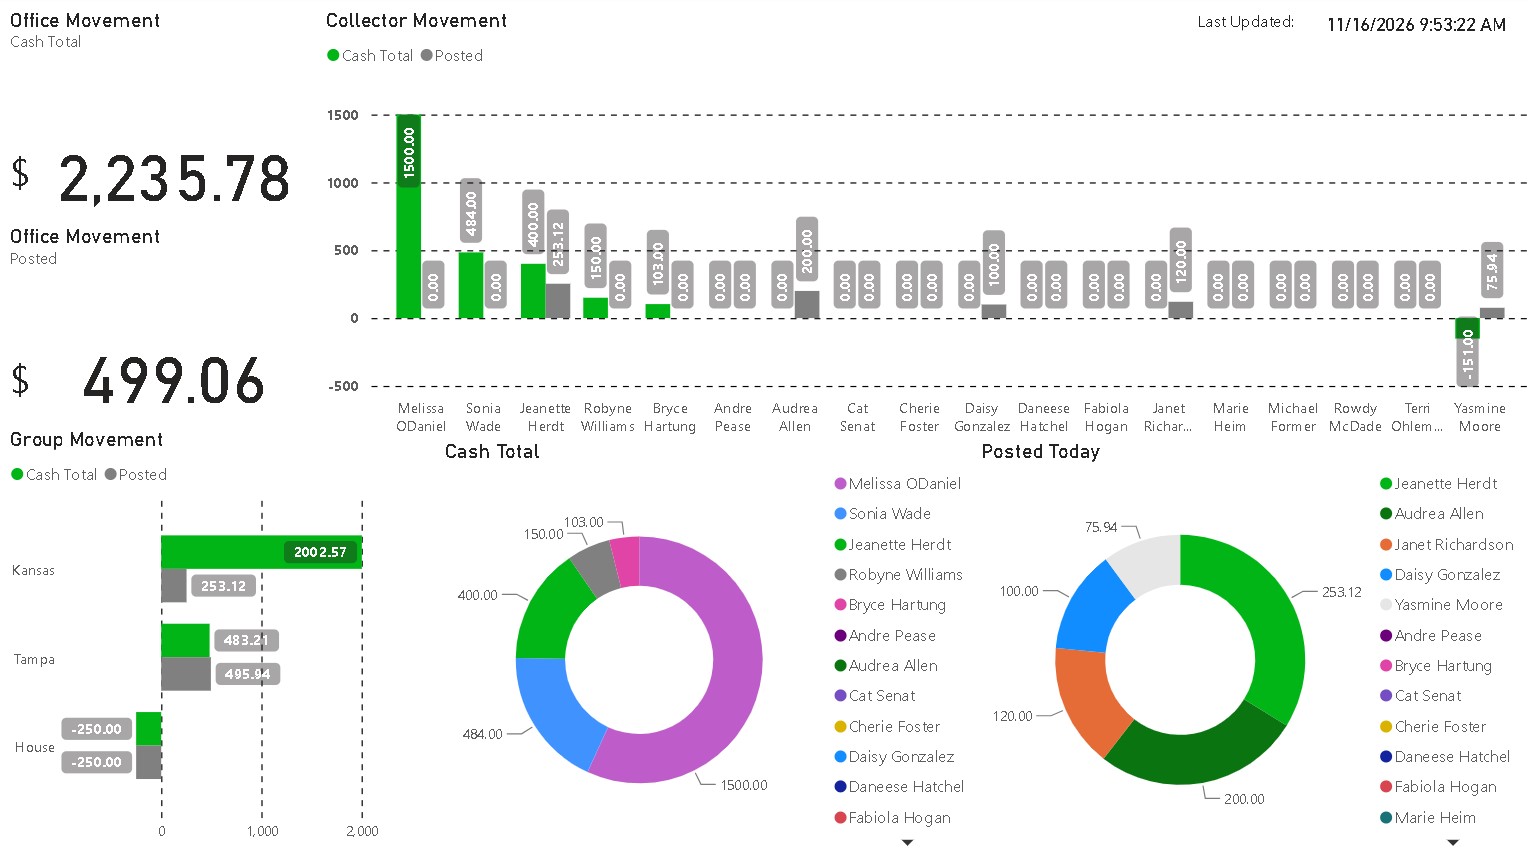 Office Movement
Cash Total
$ 2,235.78
Office Movement
Posted
$ 499.06
Collector Movement
Cash Total Posted
Last Updated: 11/16/2026 9:53:22 AM
1500
1000
500
0
-500
1500.00 0.00 484.00 0.00 400.00 253.12 150.00 0.00 103.00 0.00 0.00 0.00 0.00 200.00 0.00 0.00 0.00 0.00 0.00 100.00 0.00 0.00 0.00 0.00 0.00 120.00 0.00 0.00 0.00 0.00 0.00 0.00 0.00 0.00 -151.00 75.94
Melissa ODaniel
Sonia Wade
Jeanette Herdt
Robyne Williams
Bryce Hartung
Andre Pease
Audrea Allen
Cat Senat
Cherie Foster
Daisy Gonzalez
Daneese Hatchel
Fabiola Hogan
Janet Richar...
Marie Heim
Michael Former
Rowdy McDade
Terri Ohlem...
Yasmine Moore
Group Movement
Cash Total Posted
Kansas
2002.57
253.12
Tampa
483.21
495.94
House
-250.00
-250.00
0 1,000 2,000
Cash Total
103.00
150.00
400.00
484.00
1500.00
Melissa ODaniel
Sonia Wade
Jeanette Herdt
Robyne Williams
Bryce Hartung
Andre Pease
Audrea Allen
Cat Senat
Cherie Foster
Daisy Gonzalez
Daneese Hatchel
Fabiola Hogan
Posted Today
75.94
100.00
253.12
120.00
200.00
Jeanette Herdt
Audrea Allen
Janet Richardson
Daisy Gonzalez
Yasmine Moore
Andre Pease
Bryce Hartung
Cat Senat
Cherie Foster
Daneese Hatchel
Fabiola Hogan
Marie Heim